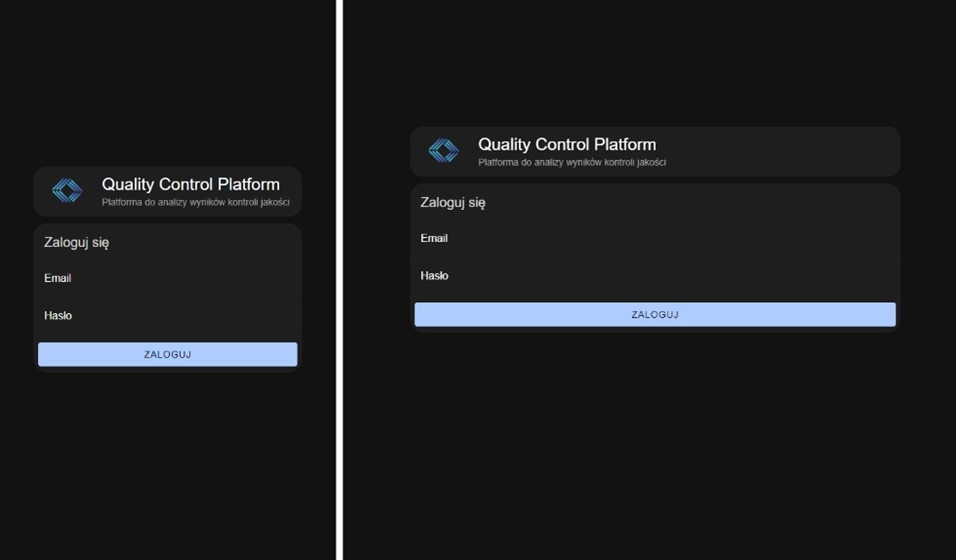 Quality Control Platform
Platforma do analizy wyników kontroli jakości
Zaloguj się
Email
Hasło
ZALOGUJ
Quality Control Platform
Platforma do analizy wyników kontroli jakości
Zaloguj się
Email
Hasło
ZALOGUJ